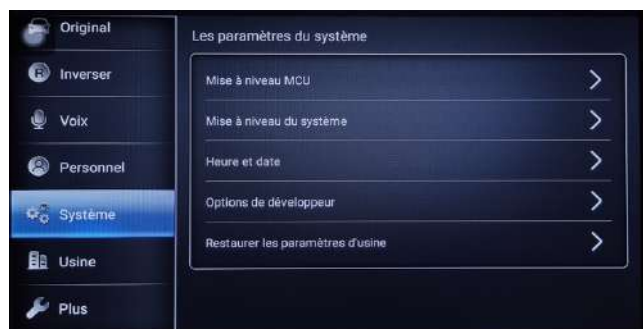 Original
Inverser
Voix
Personnel
Système
Usine
Plus
Les paramètres du système
Mise à niveau MCU
Mise à niveau du système
Heure et date
Options de développeur
Restaurer les paramètres d'usine